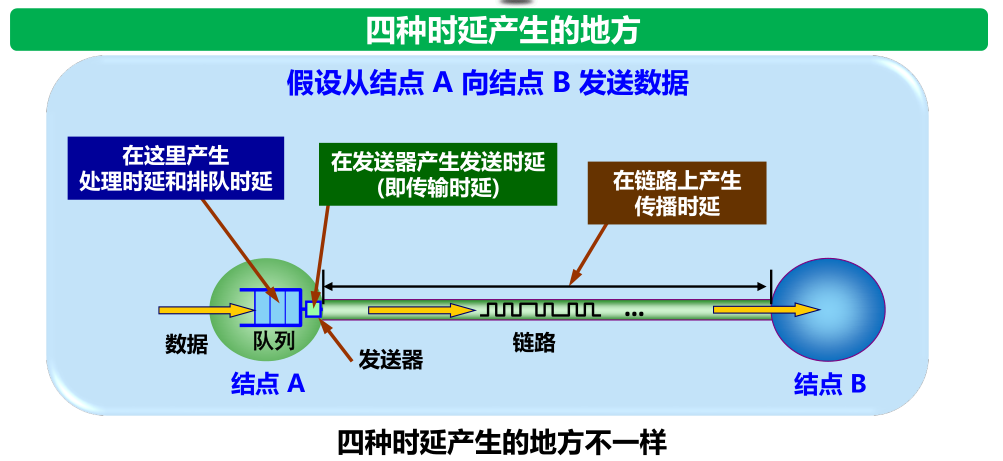 四种时延产生的地方
假设从结点 A 向结点 B 发送数据
在这里产生
处理时延和排队时延
在发送器产生发送时延
(即传输时延)
在链路上产生
传播时延
数据
队列
发送器
链路
...
结点 A
结点 B
四种时延产生的地方不一样